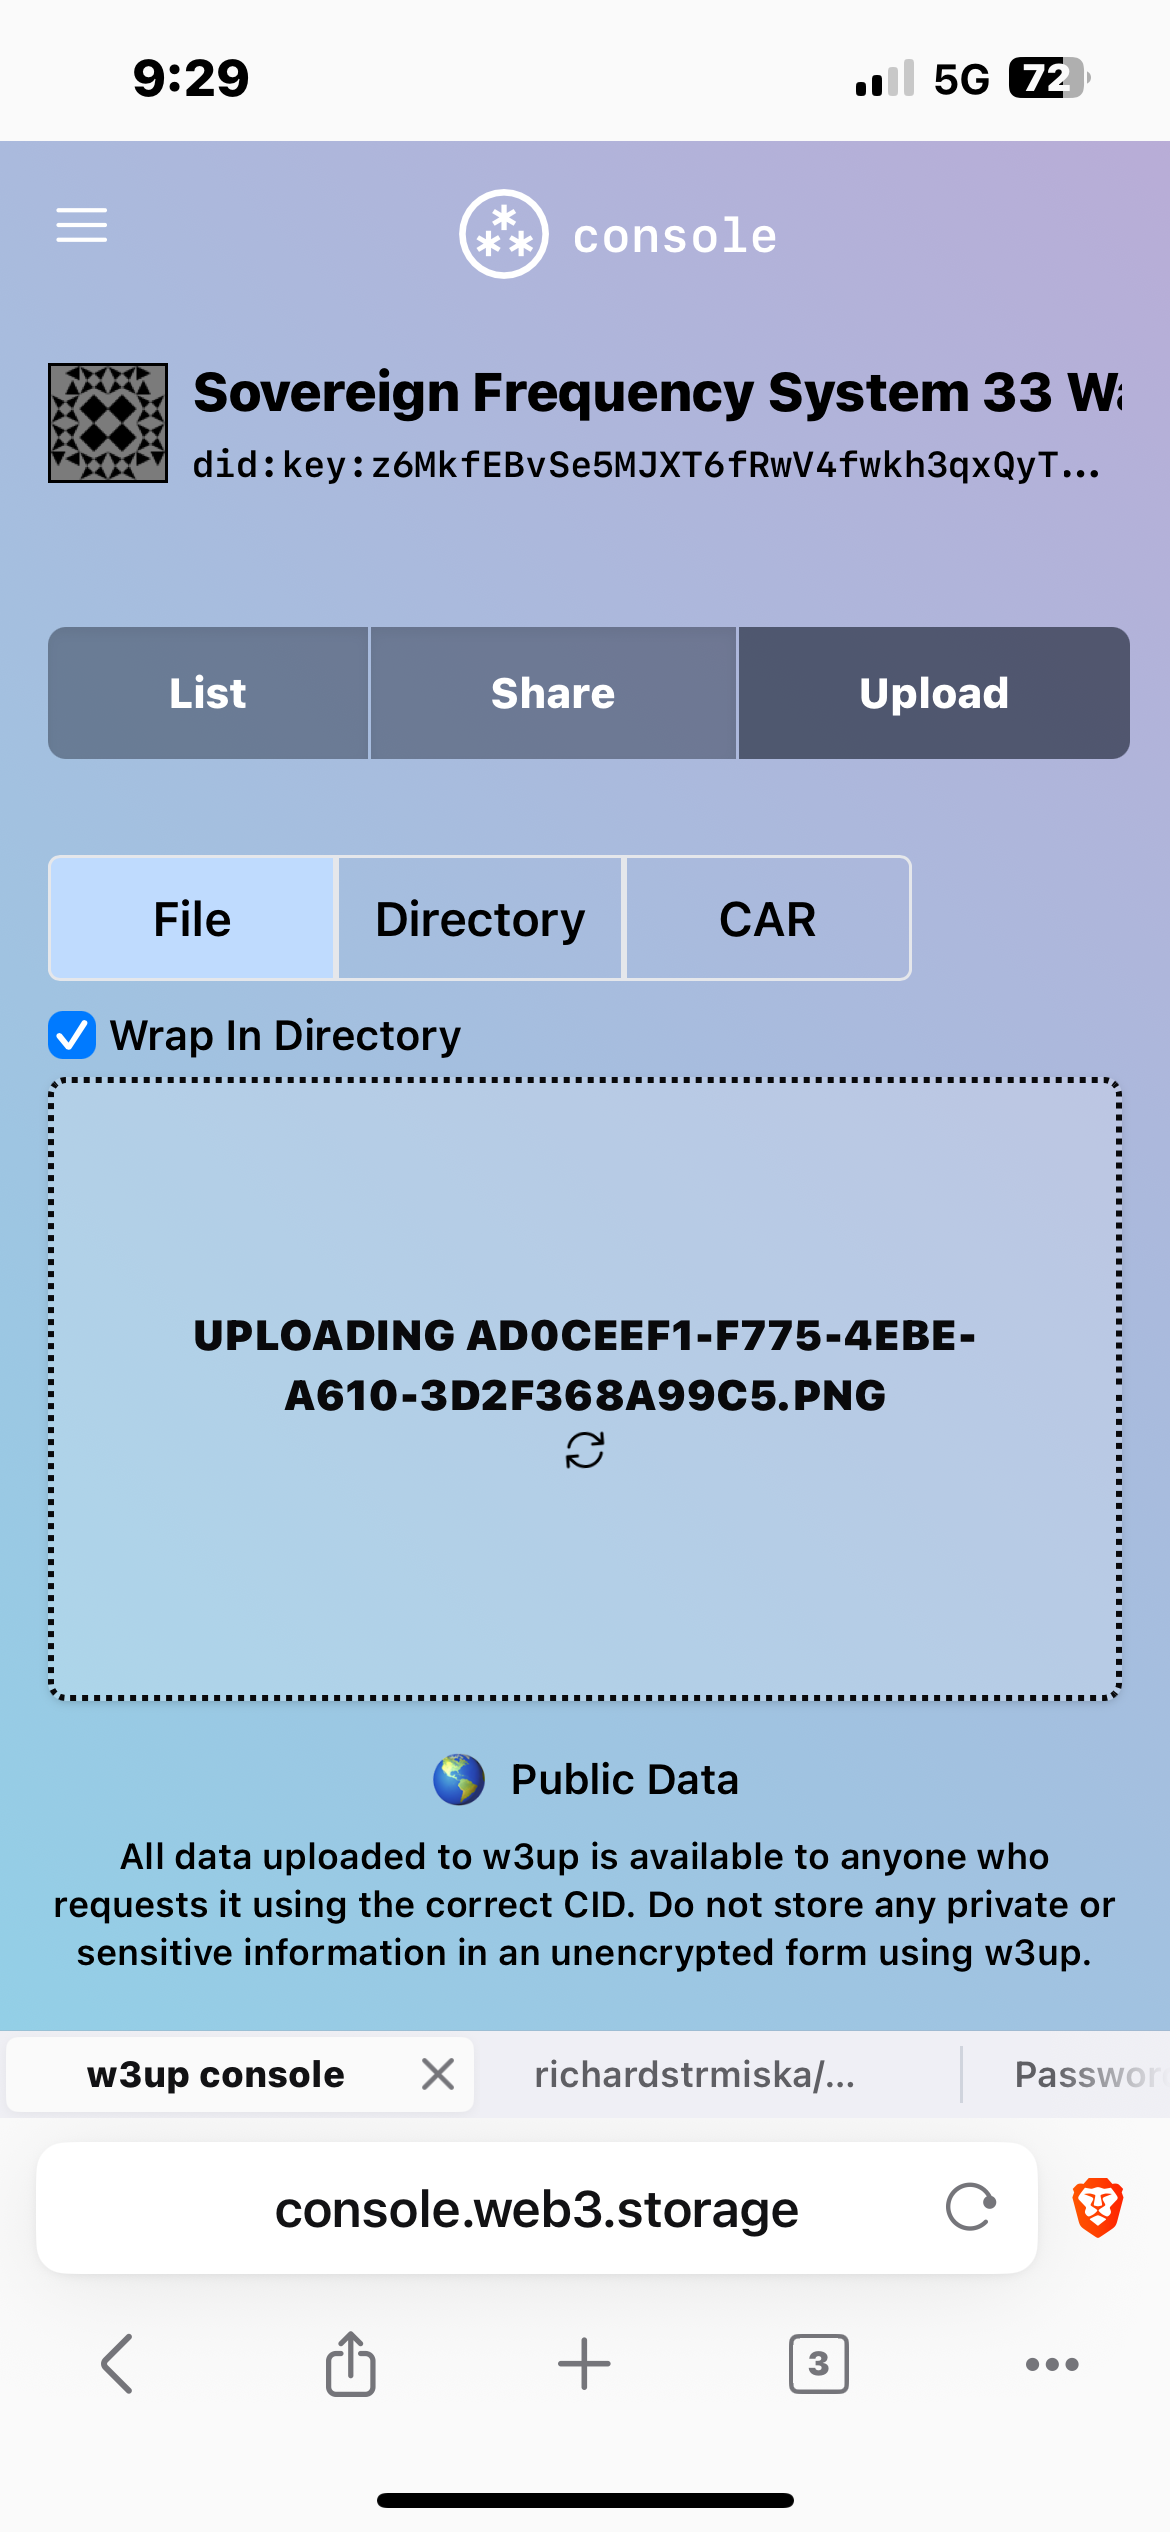 9:29
5G
72
console
Sovereign Frequency System 33 Wa
did:key:z6MkfEBvSe5MJXT6fRwV4fwkh3qxQyT...
List
Share
Upload
File
Directory
CAR
Wrap In Directory
UPLOADING AD0CEEF1-F775-4EBE-
A610-3D2F368A99C5.PNG
Public Data
All data uploaded to w3up is available to anyone who
requests it using the correct CID. Do not store any private or
sensitive information in an unencrypted form using w3up.
w3up console
richardstrmiska/...
Passwor
console.web3.storage
3